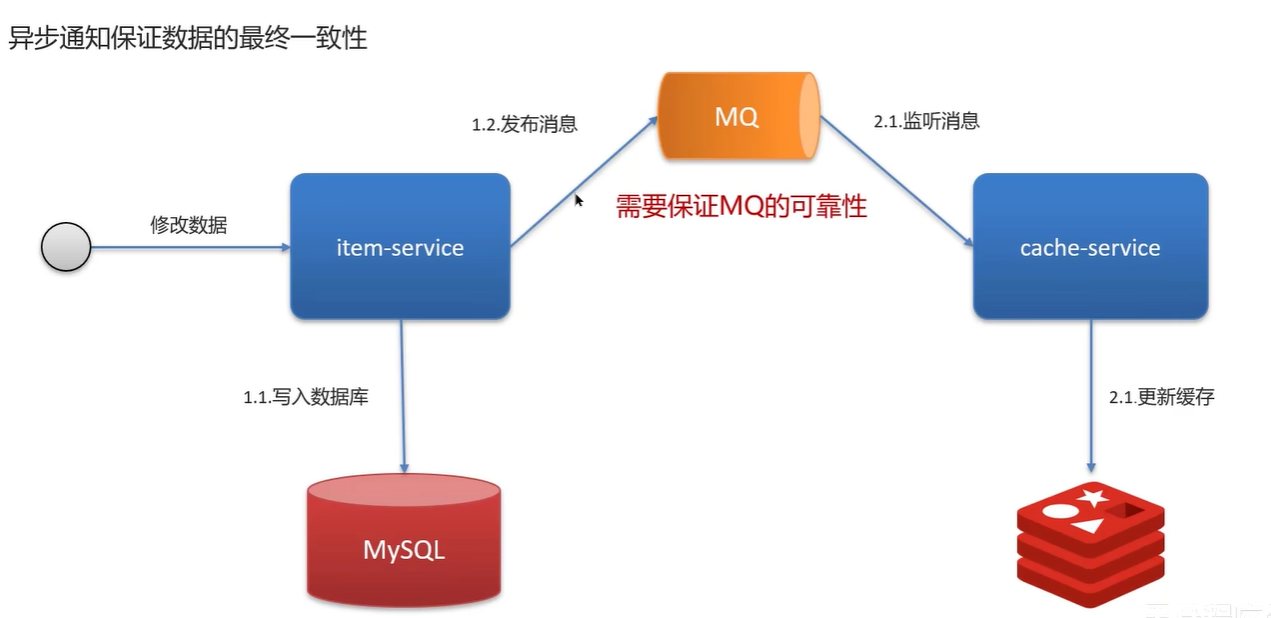 异步通知保证数据的最终一致性
MQ
1.2.发布消息
2.1.监听消息
需要保证MQ的可靠性
修改数据
item-service
cache-service
1.1.写入数据库
2.1.更新缓存
MySQL